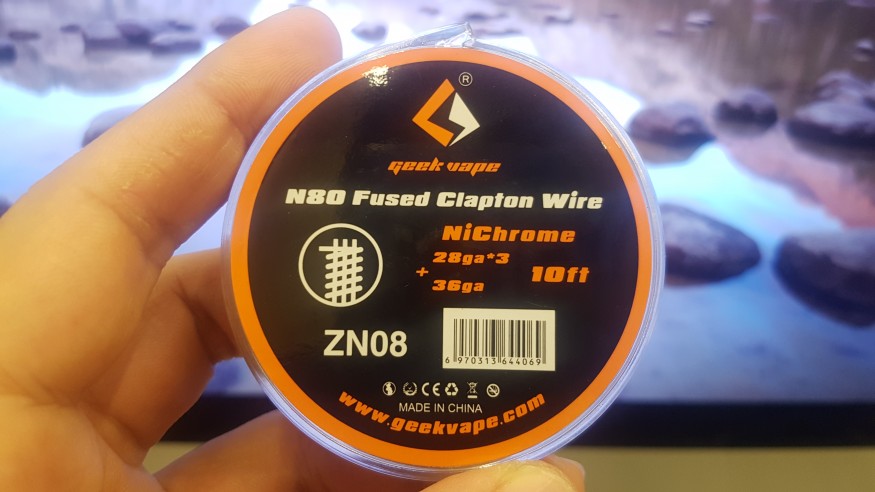 ®
geek vape
N80 Fused Clapton Wire
NiChrome
28ga*3
+ 10ft
36ga
ZN08
6 970313 644069
MADE IN CHINA
www.geekvape.com